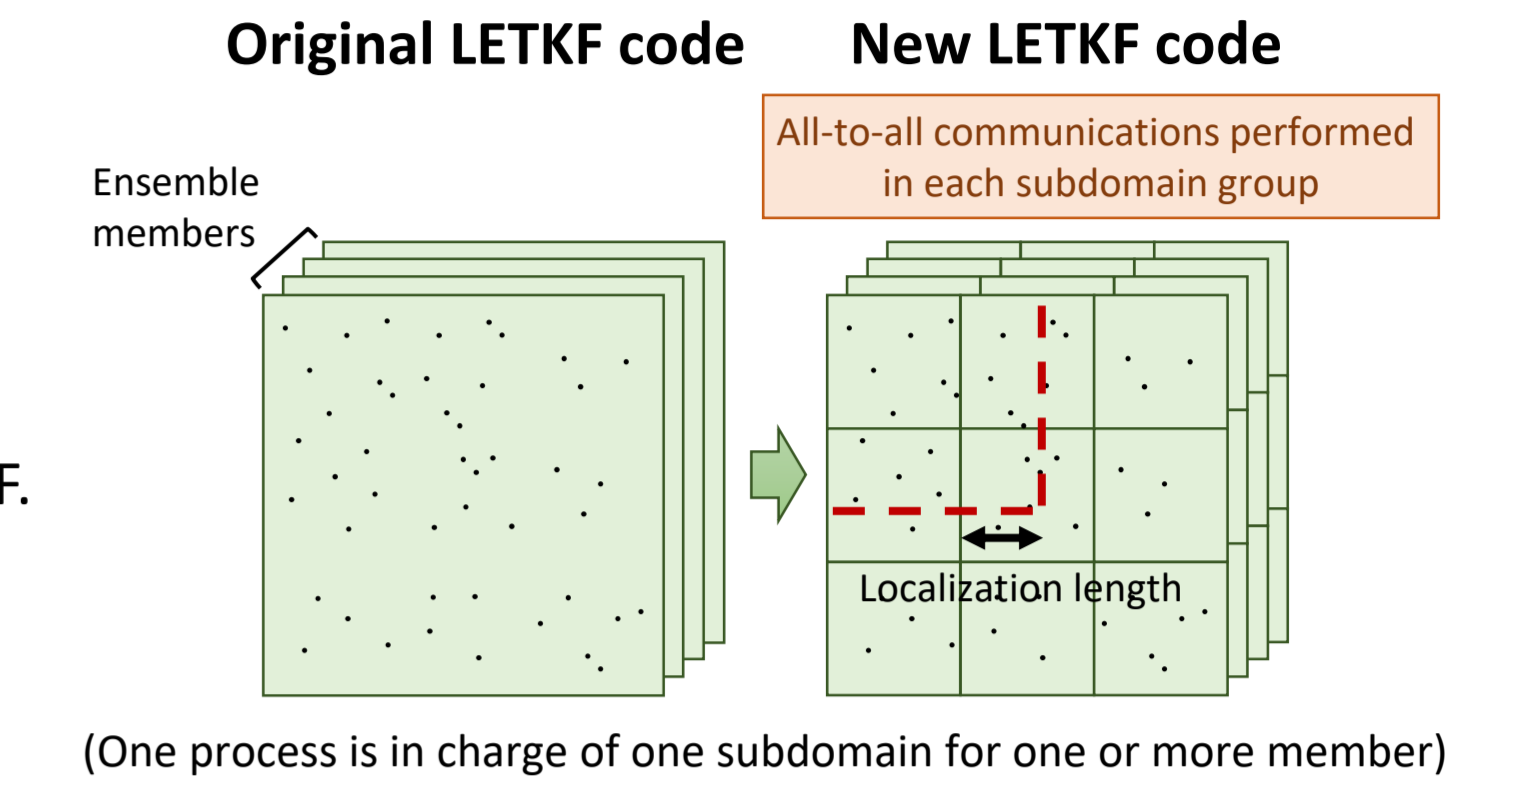 Original LETKF code
New LETKF code
All-to-all communications performed
in each subdomain group
Ensemble
members
F.
Localization length
(One process is in charge of one subdomain for one or more member)